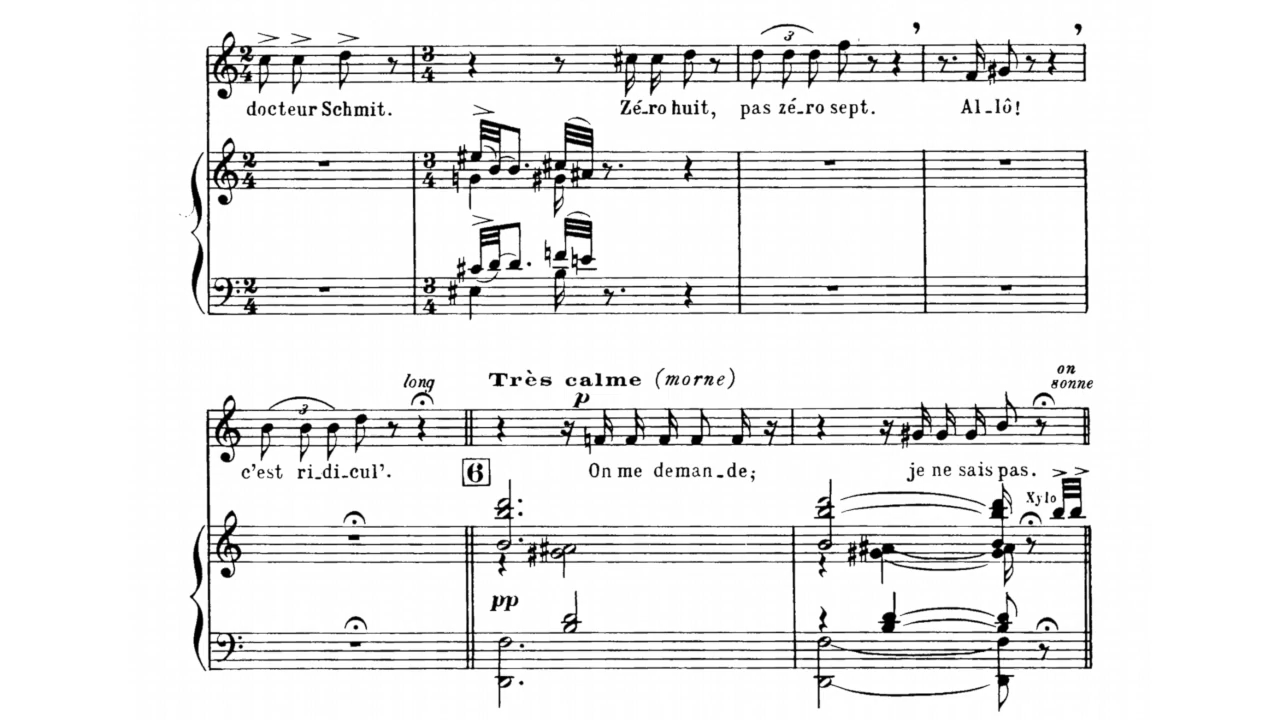 docteur Schmit. Zé_ro huit, pas zé_ro sept. Al_lô!
long Très calme (morne) on
sonne
p
c'est ri_di_cul'. 6 On me deman_de; je ne sais pas.
Xylo
pp